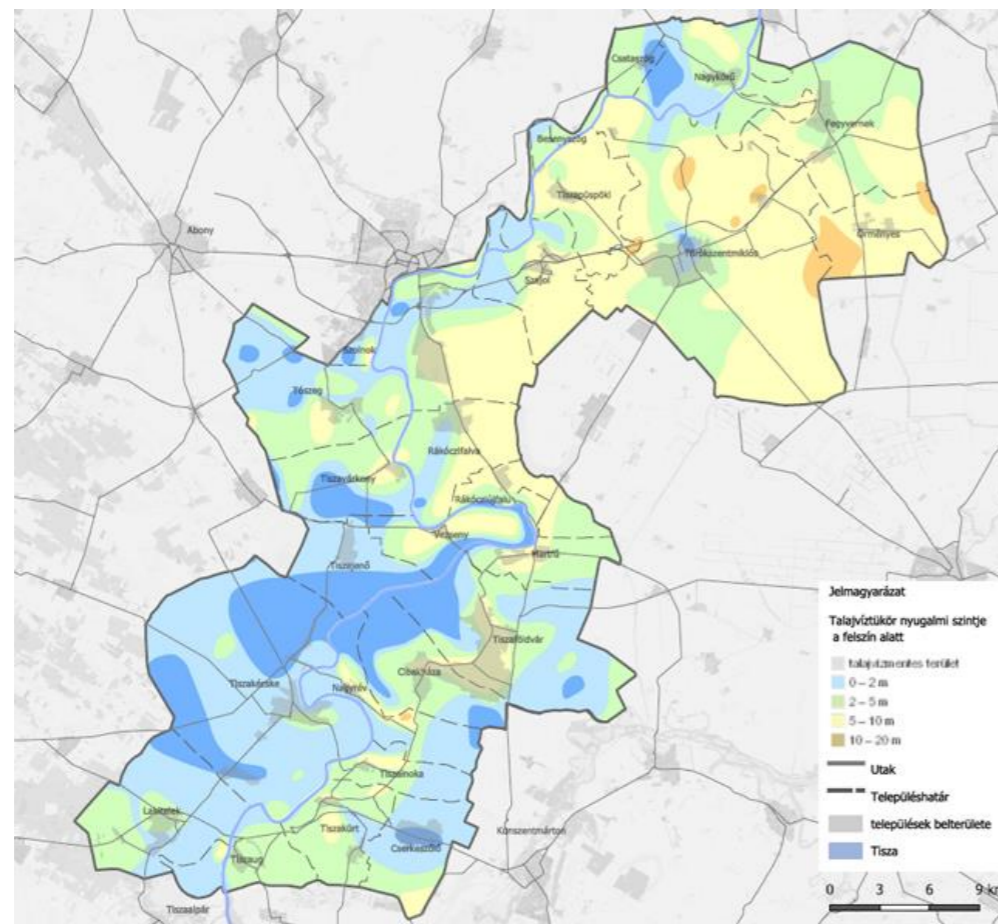 Csataszög
Nagykörű
Fegyvernek
Besenyszög
Tiszapüspöki
Abony
Örményes
Törökszentmiklós
Szajol
Szolnok
Tószeg
Rákóczifalva
Tiszavárkony
Rákócziújfalu
Vezseny
Martfű
Tiszajenő
Tiszaföldvár
Cibakháza
Tiszakécske
Nagyrév
Tiszainoka
Lakitelek
Tiszakürt
Cserkeszőlő
Kunszentmárton
Tiszaug
Tiszaalpár
Jelmagyarázat
Talajvíztükör nyugalmi szintje
a felszín alatt
talajvízmentes terület
0 – 2 m
2 – 5 m
5 – 10 m
10 – 20 m
Utak
Településhatár
települések belterülete
Tisza
0 3 6 9 km